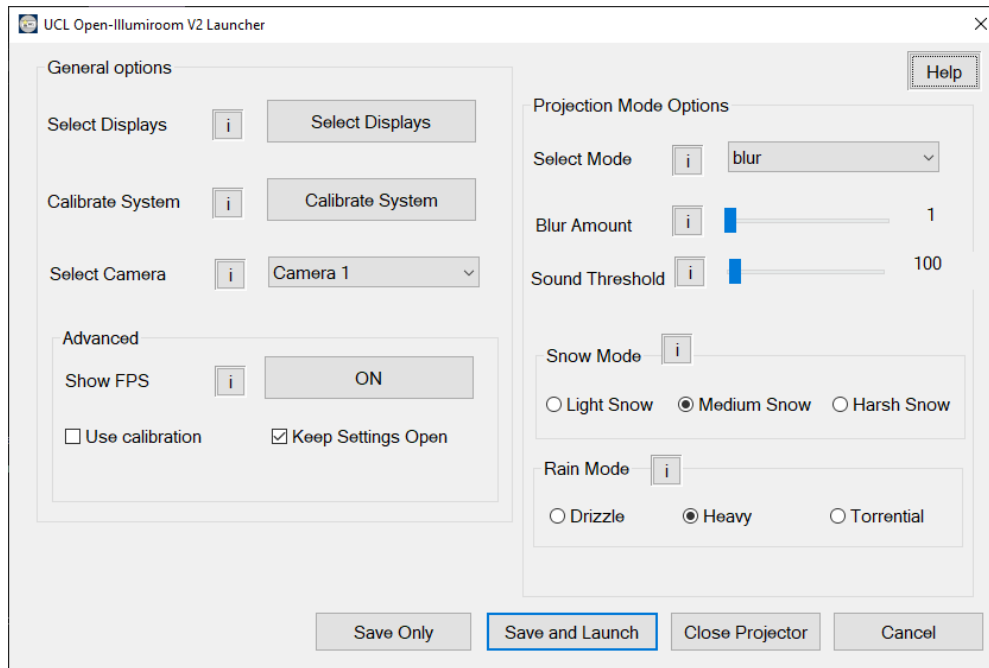 UCL Open-Illumiroom V2 Launcher
General options
Select Displays i Select Displays
Calibrate System i Calibrate System
Select Camera i Camera 1
Advanced
Show FPS i ON
Use calibration Keep Settings Open
Help
Projection Mode Options
Select Mode i blur
Blur Amount i 1
Sound Threshold i 100
Snow Mode i
Light Snow Medium Snow Harsh Snow
Rain Mode i
Drizzle Heavy Torrential
Save Only Save and Launch Close Projector Cancel